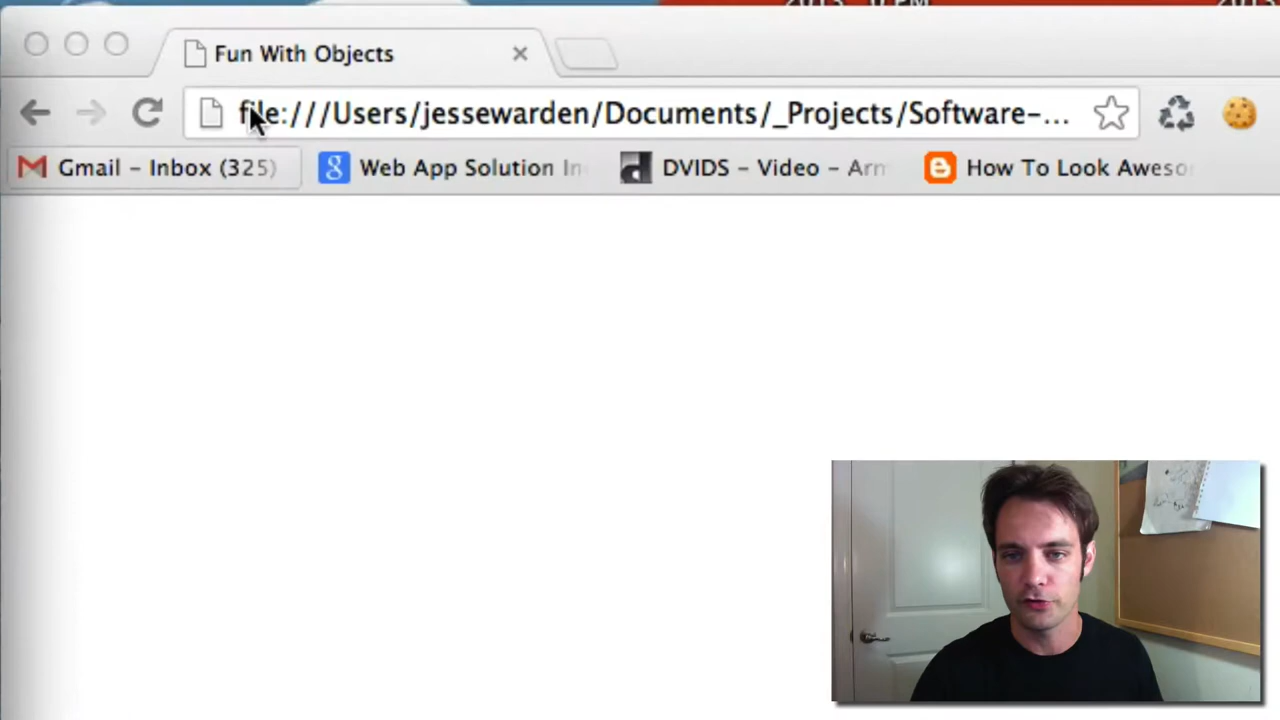 Fun With Objects
file:///Users/jessewarden/Documents/_Projects/Software-...
Gmail - Inbox (325)
Web App Solution In
DVIDS - Video - Arm
How To Look Aweso